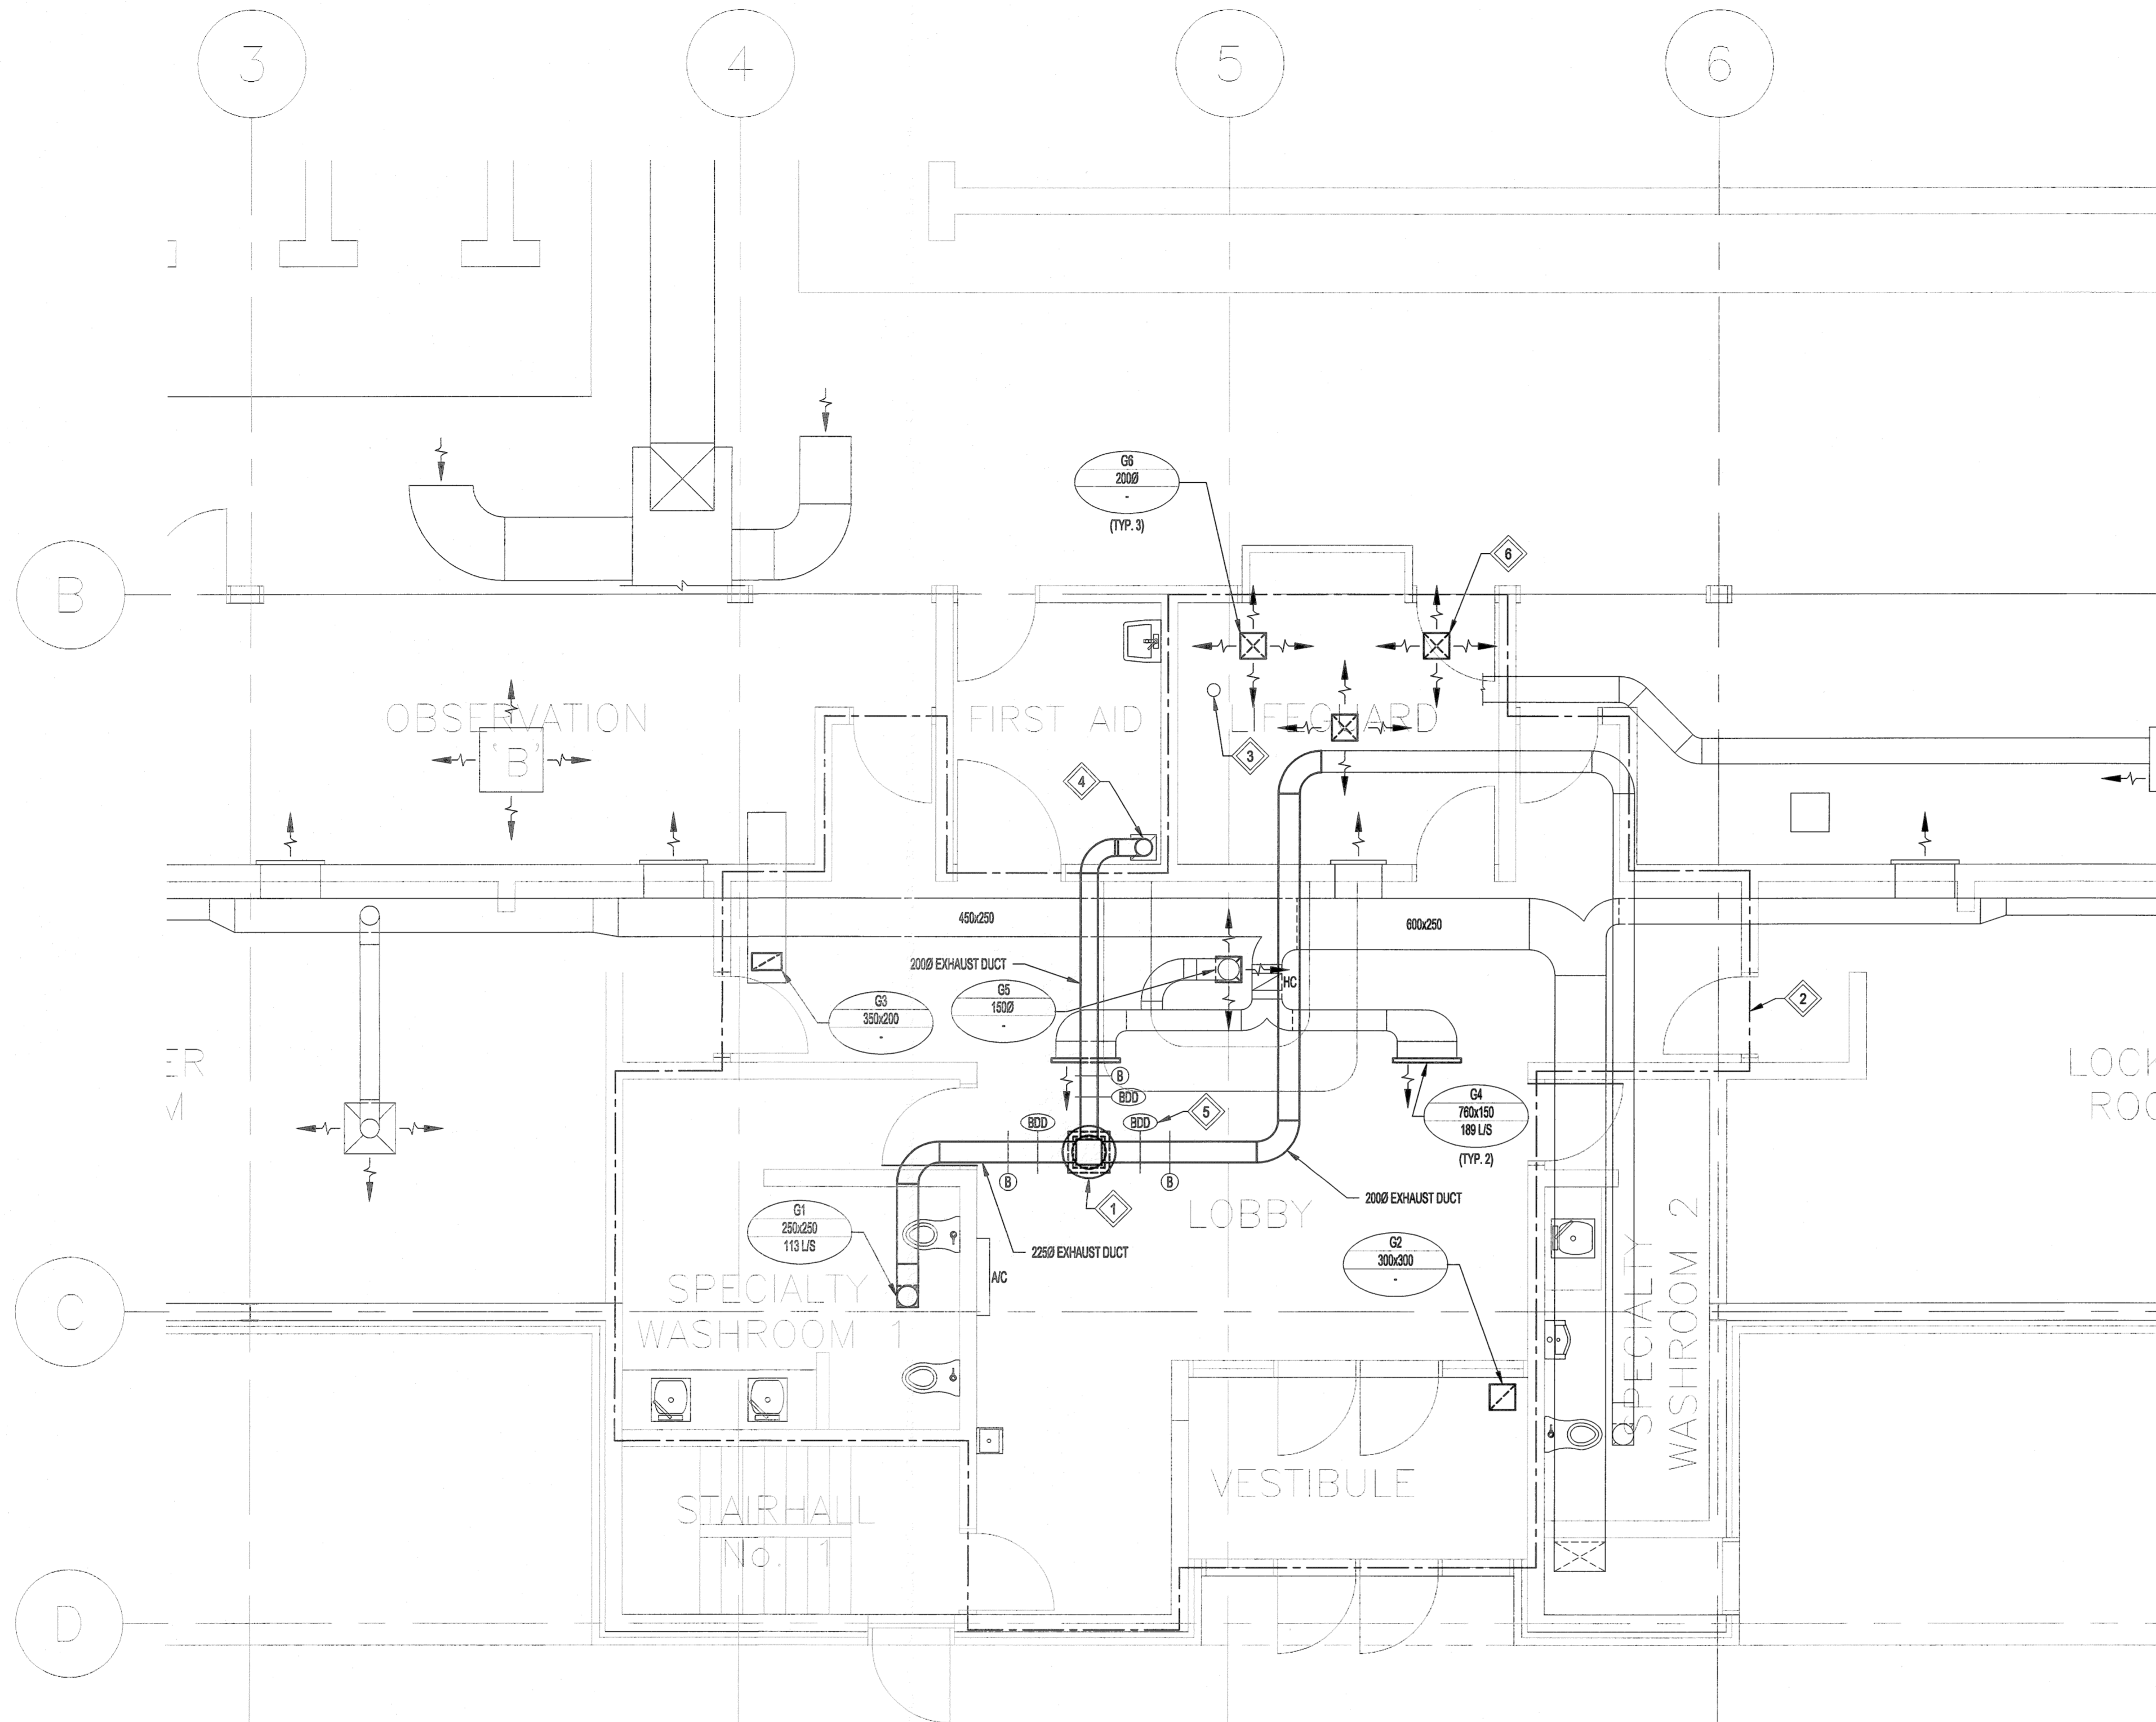 3
4
5
6
G6
200Ø
-
(TYP. 3)
6
B
OBSERVATION
'B'
FIRST AID
LIFEGUARD
3
4
450x250
600x250
200Ø EXHAUST DUCT
HC
G3
350x200
-
G5
150Ø
-
2
ER
M
LOCK
ROO
B
BDD
BDD
BDD
5
G4
760x150
189 L/S
(TYP. 2)
B
B
1
G1
250x250
113 L/S
LOBBY
200Ø EXHAUST DUCT
225Ø EXHAUST DUCT
G2
300x300
-
A/C
SPECIALTY
WASHROOM 1
SPECIALTY
WASHROOM 2
C
VESTIBULE
STAIRHALL
No. 1
D